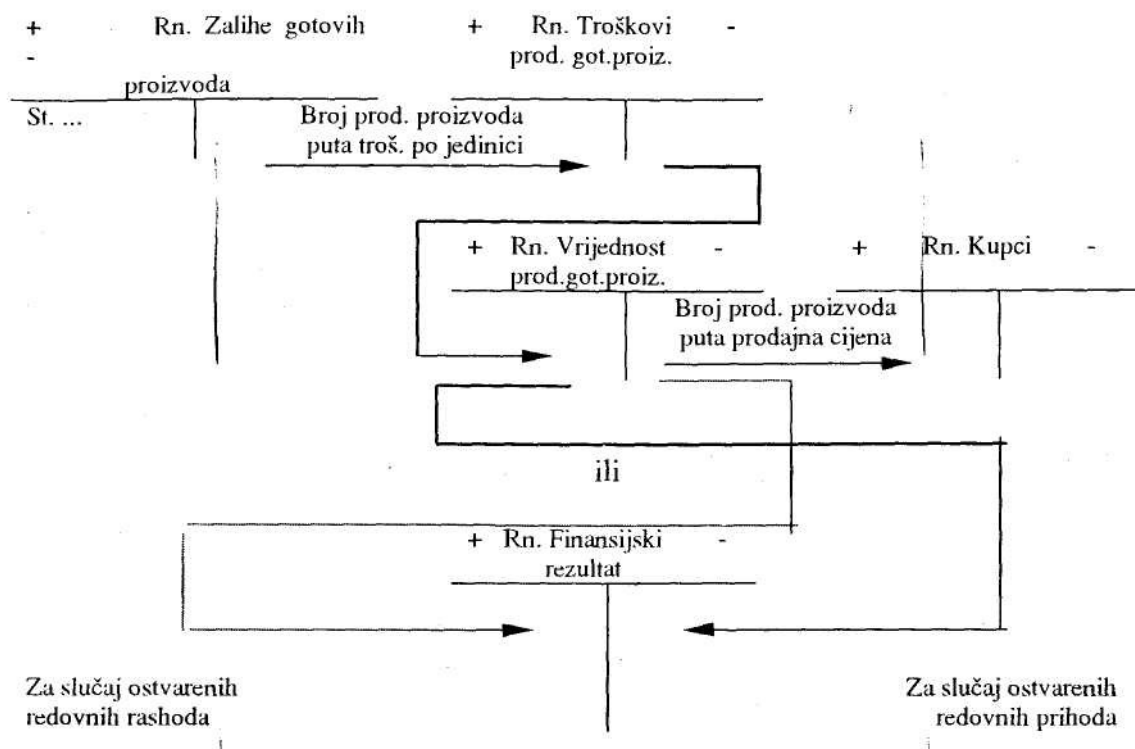 + - Rn. Zalihe gotovih + Rn. Troškovi -
- prod. got.proiz.
proizvoda
St. ... Broj prod. proizvoda
puta troš. po jedinici
+ Rn. Vrijednost - + Rn. Kupci -
prod.got.proiz.
Broj prod. proizvoda
puta prodajna cijena
ili
+ Rn. Finansijski -
rezultat
Za slučaj ostvarenih Za slučaj ostvarenih
redovnih rashoda redovnih prihoda